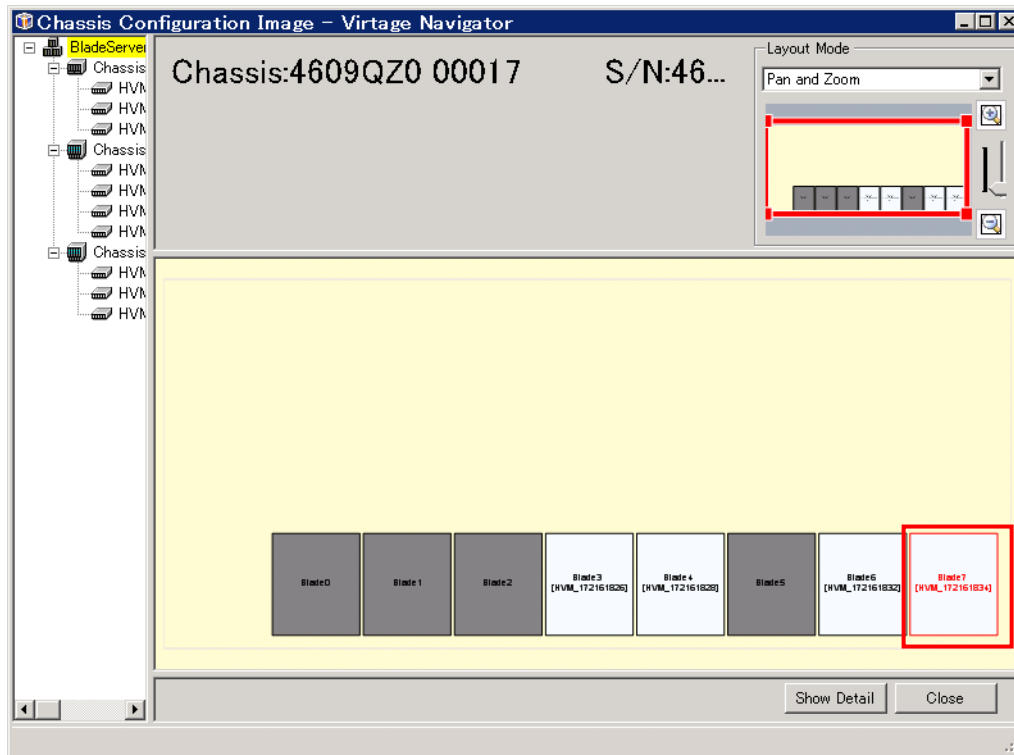 Chassis Configuration Image - Virtage Navigator
BladeServer
Chassis
HVM
HVM
HVM
Chassis
HVM
HVM
HVM
HVM
Chassis
HVM
HVM
HVM
Chassis:4609QZ0 00017 S/N:46...
Layout Mode
Pan and Zoom
Blade0
Blade1
Blade2
Blade3
[HVM_172161826]
Blade4
[HVM_172161828]
Blade5
Blade6
[HVM_172161832]
Blade7
[HVM_172161834]
Show Detail
Close